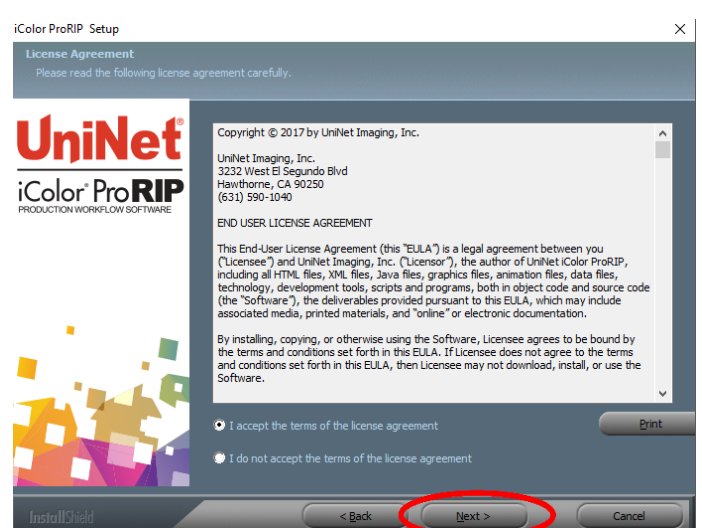 iColor ProRIP Setup
License Agreement
Please read the following license agreement carefully.
UniNet®
iColor® ProRIP
PRODUCTION WORKFLOW SOFTWARE
Copyright © 2017 by UniNet Imaging, Inc.
UniNet Imaging, Inc.
3232 West El Segundo Blvd
Hawthorne, CA 90250
(631) 590-1040
END USER LICENSE AGREEMENT
This End-User License Agreement (this "EULA") is a legal agreement between you
("Licensee") and UniNet Imaging, Inc. ("Licensor"), the author of UniNet iColor ProRIP,
including all HTML files, XML files, Java files, graphics files, animation files, data files,
technology, development tools, scripts and programs, both in object code and source code
(the "Software"), the deliverables provided pursuant to this EULA, which may include
associated media, printed materials, and "online" or electronic documentation.
By installing, copying, or otherwise using the Software, Licensee agrees to be bound by
the terms and conditions set forth in this EULA. If Licensee does not agree to the terms
and conditions set forth in this EULA, then Licensee may not download, install, or use the
Software.
I accept the terms of the license agreement
Print
I do not accept the terms of the license agreement
InstallShield
< Back
Next >
Cancel